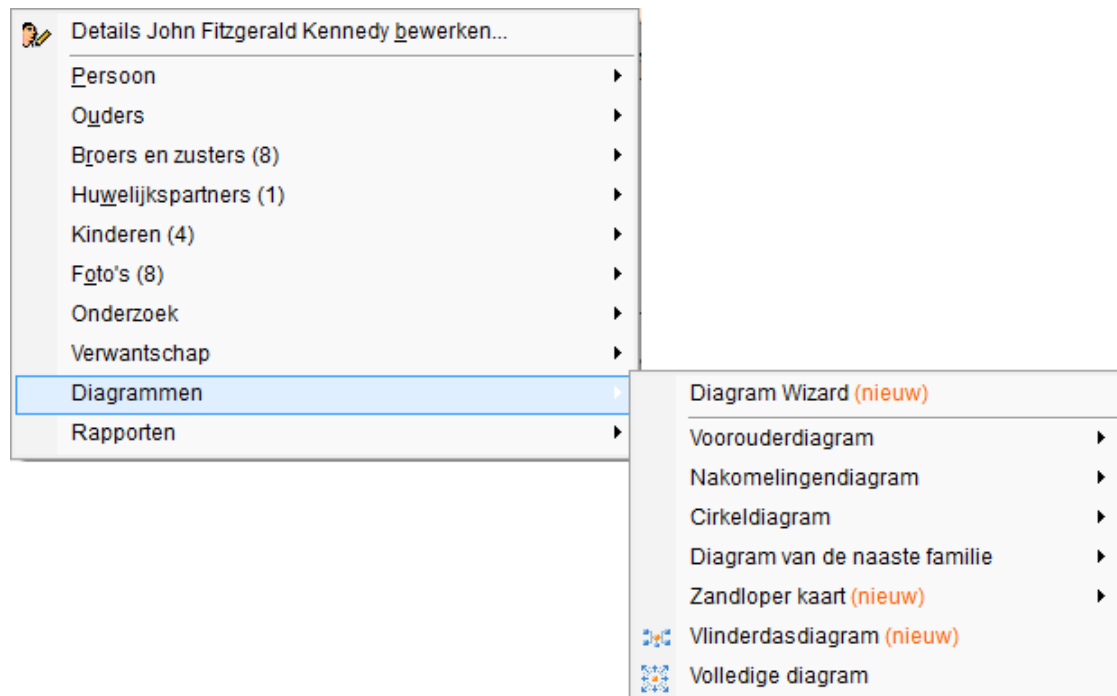 Details John Fitzgerald Kennedy bewerken...
Persoon
Ouders
Broers en zusters (8)
Huwelijkspartners (1)
Kinderen (4)
Foto's (8)
Onderzoek
Verwantschap
Diagrammen
Rapporten
Diagram Wizard (nieuw)
Voorouderdiagram
Nakomelingendiagram
Cirkeldiagram
Diagram van de naaste familie
Zandloper kaart (nieuw)
Vlinderdasdiagram (nieuw)
Volledige diagram